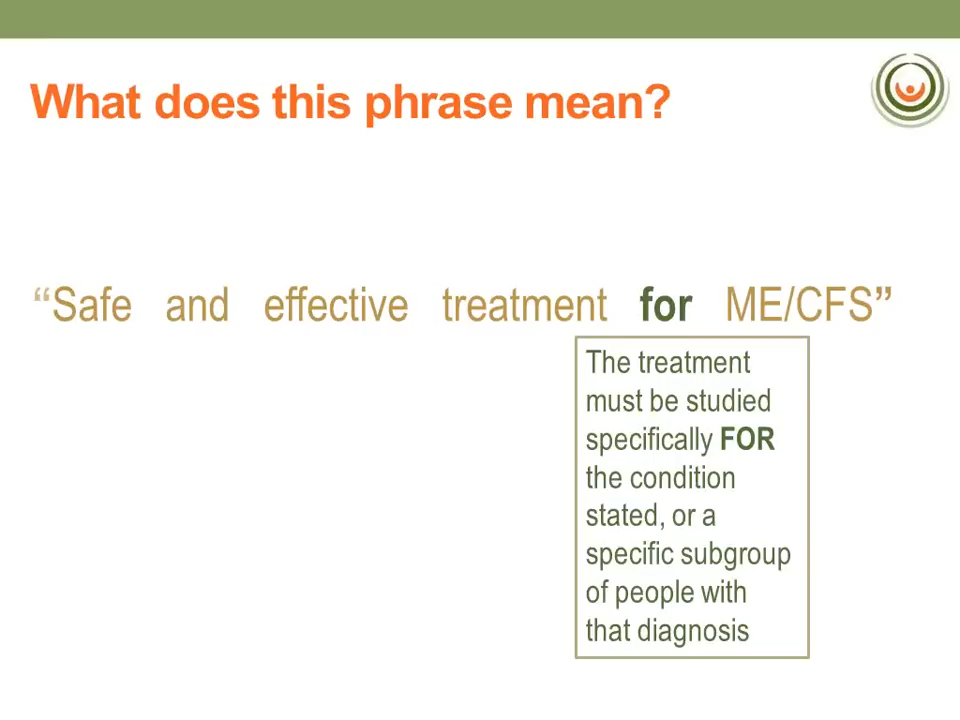 What does this phrase mean?
“Safe and effective treatment for ME/CFS”
The treatment
must be studied
specifically FOR
the condition
stated, or a
specific subgroup
of people with
that diagnosis